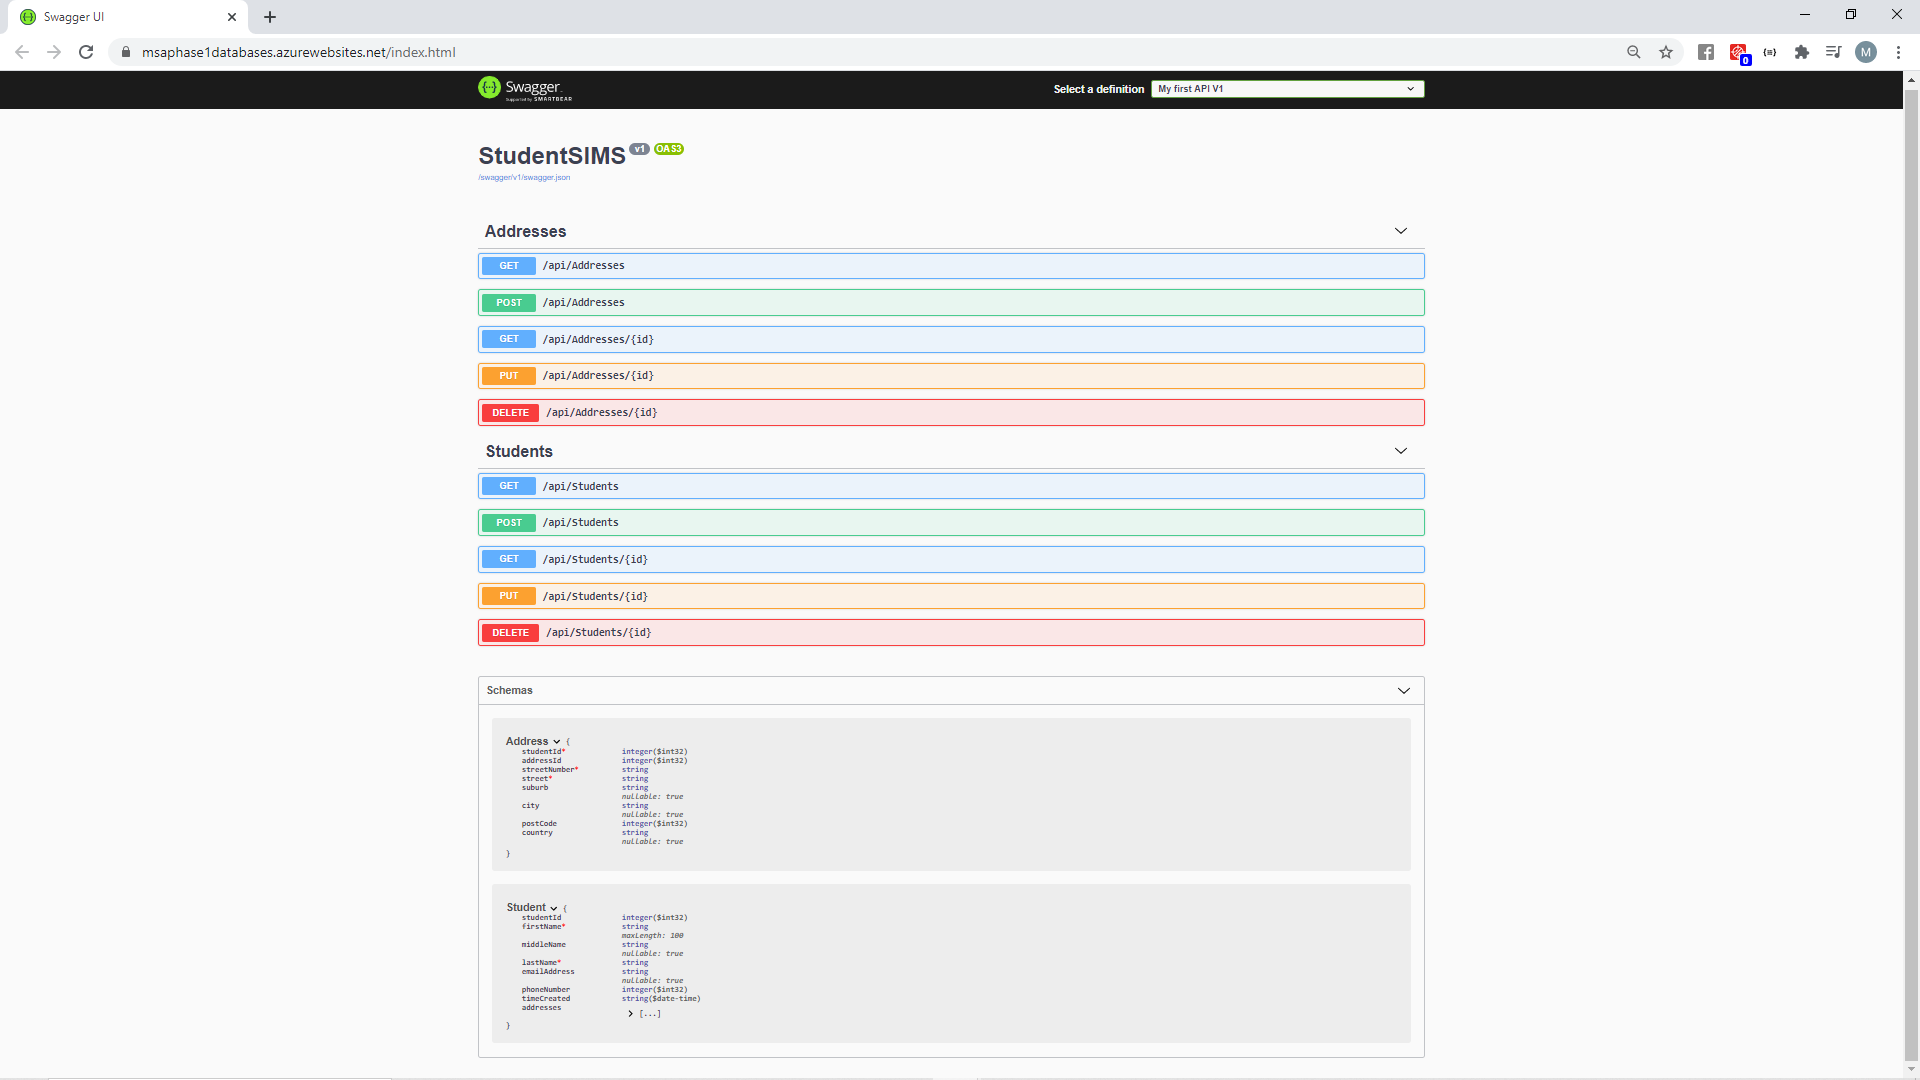 Swagger UI
msaphase1databases.azurewebsites.net/index.html
0
M
Swagger
Supported by SMARTBEAR
Select a definition
My first API V1
StudentSIMS v1 OAS3
/swagger/v1/swagger.json
Addresses
GET /api/Addresses
POST /api/Addresses
GET /api/Addresses/{id}
PUT /api/Addresses/{id}
DELETE /api/Addresses/{id}
Students
GET /api/Students
POST /api/Students
GET /api/Students/{id}
PUT /api/Students/{id}
DELETE /api/Students/{id}
Schemas
Address {
studentId* integer($int32)
addressId integer($int32)
streetNumber* string
street* string
suburb string
nullable: true
city string
nullable: true
postCode integer($int32)
country string
nullable: true
}
Student {
studentId integer($int32)
firstName* string
maxLength: 100
middleName string
nullable: true
lastName* string
emailAddress string
nullable: true
phoneNumber integer($int32)
timeCreated string($date-time)
addresses
[...]
}